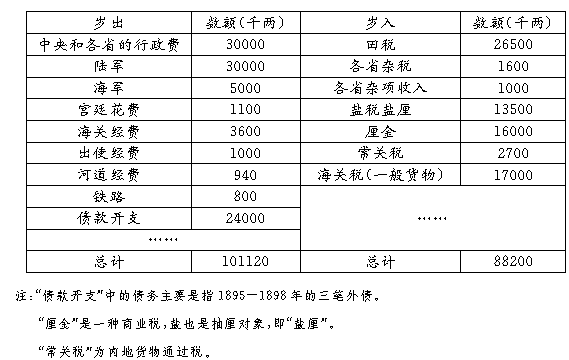 岁出 数额(千两) 岁入 数额(千两)
中央和各省的行政费 30000 田税 26500
陆军 30000 各省杂税 1600
海军 5000 各省杂项收入 1000
宫廷花费 1100 盐税盐厘 13500
海关经费 3600 厘金 16000
出使经费 1000 常关税 2700
河道经费 940 海关税(一般货物) 17000
铁路 800
债款开支 24000 ……
……
总计 101120 总计 88200
注:“债款开支”中的债务主要是指1895—1898年的三笔外债。
“厘金”是一种商业税,盐也是抽厘对象,即“盐厘”。
“常关税”为内地货物通过税。